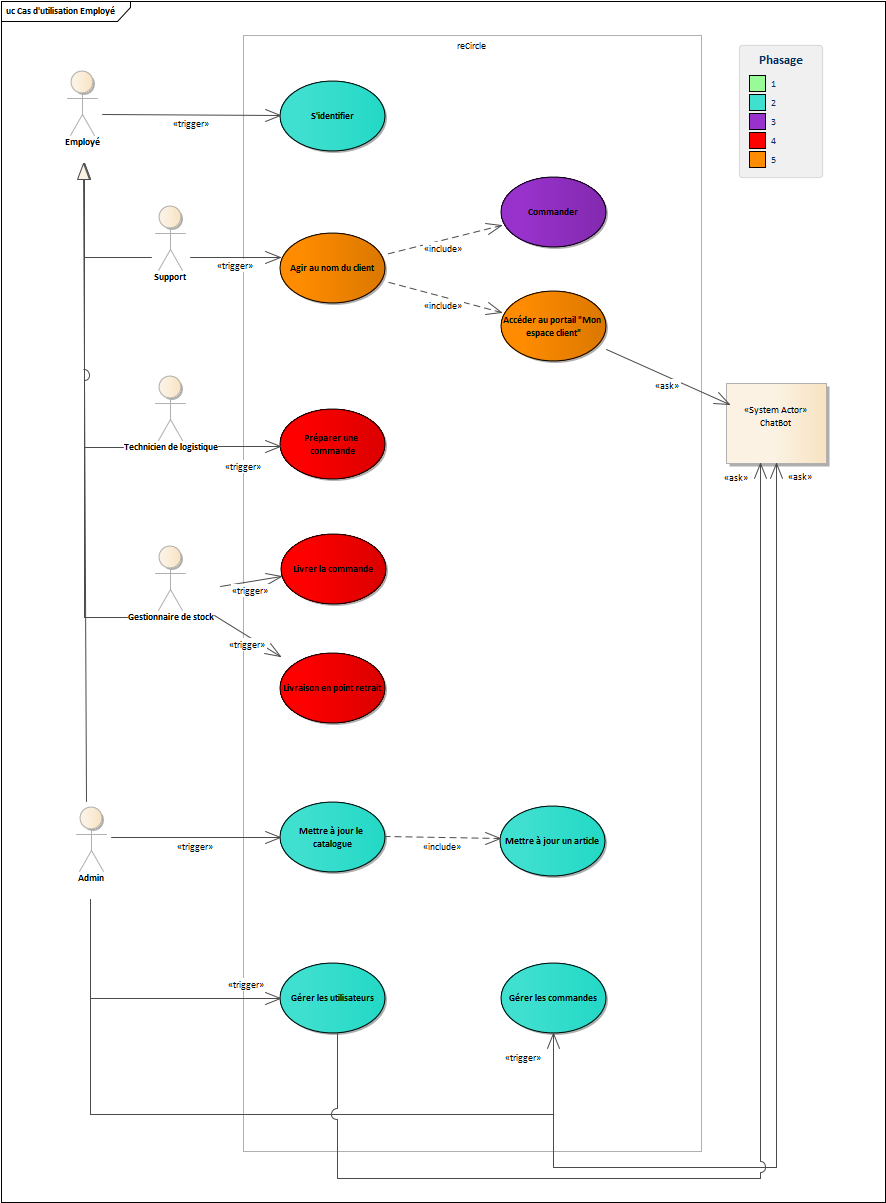 uc Cas d'utilisation Employé
reCircle
Phasage
1
2
3
4
5
Employé
«trigger»
S'identifier
Support
«trigger»
Agir au nom du client
«include»
Commander
«include»
Accéder au portail "Mon
espace client"
«ask»
«System Actor»
ChatBot
«ask»
«ask»
Technicien de logistique
«trigger»
Préparer une
commande
Gestionnaire de stock
«trigger»
Livrer la commande
«trigger»
Livraison en point retrait
Admin
«trigger»
Mettre à jour le
catalogue
«include»
Mettre à jour un article
«trigger»
Gérer les utilisateurs
Gérer les commandes
«trigger»